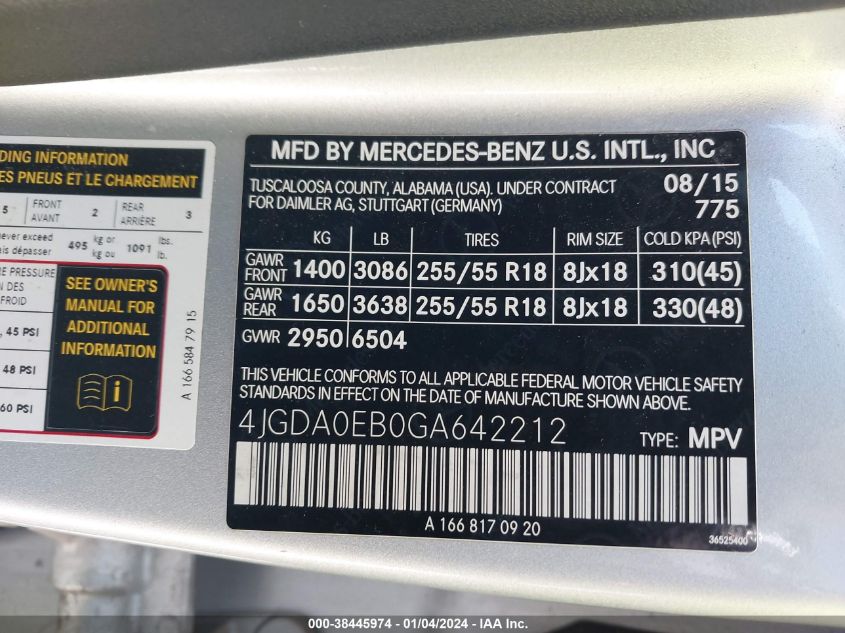 DING INFORMATION
ES PNEUS ET LE CHARGEMENT
5 FRONT AVANT 2 REAR ARRIÈRE 3
never exceed
ais dépasser 495 kg or kg ou 1091 lbs. lb.
RE PRESSURE
ON DES
FROID
, 45 PSI
48 PSI
60 PSI
SEE OWNER'S
MANUAL FOR
ADDITIONAL
INFORMATION
A 166 584 79 15
MFD BY MERCEDES-BENZ U.S. INTL., INC
TUSCALOOSA COUNTY, ALABAMA (USA). UNDER CONTRACT 08/15
FOR DAIMLER AG, STUTTGART (GERMANY) 775
KG LB TIRES RIM SIZE COLD KPA(PSI)
GAWR FRONT 1400 3086 255/55 R18 8Jx18 310(45)
GAWR REAR 1650 3638 255/55 R18 8Jx18 330(48)
GVWR 2950 6504
THIS VEHICLE CONFORMS TO ALL APPLICABLE FEDERAL MOTOR VEHICLE SAFETY
STANDARDS IN EFFECT ON THE DATE OF MANUFACTURE SHOWN ABOVE.
4JGDA0EB0GA642212 TYPE: MPV
A 166 817 09 20
36525400
000-38445974 - 01/04/2024 - IAA Inc.